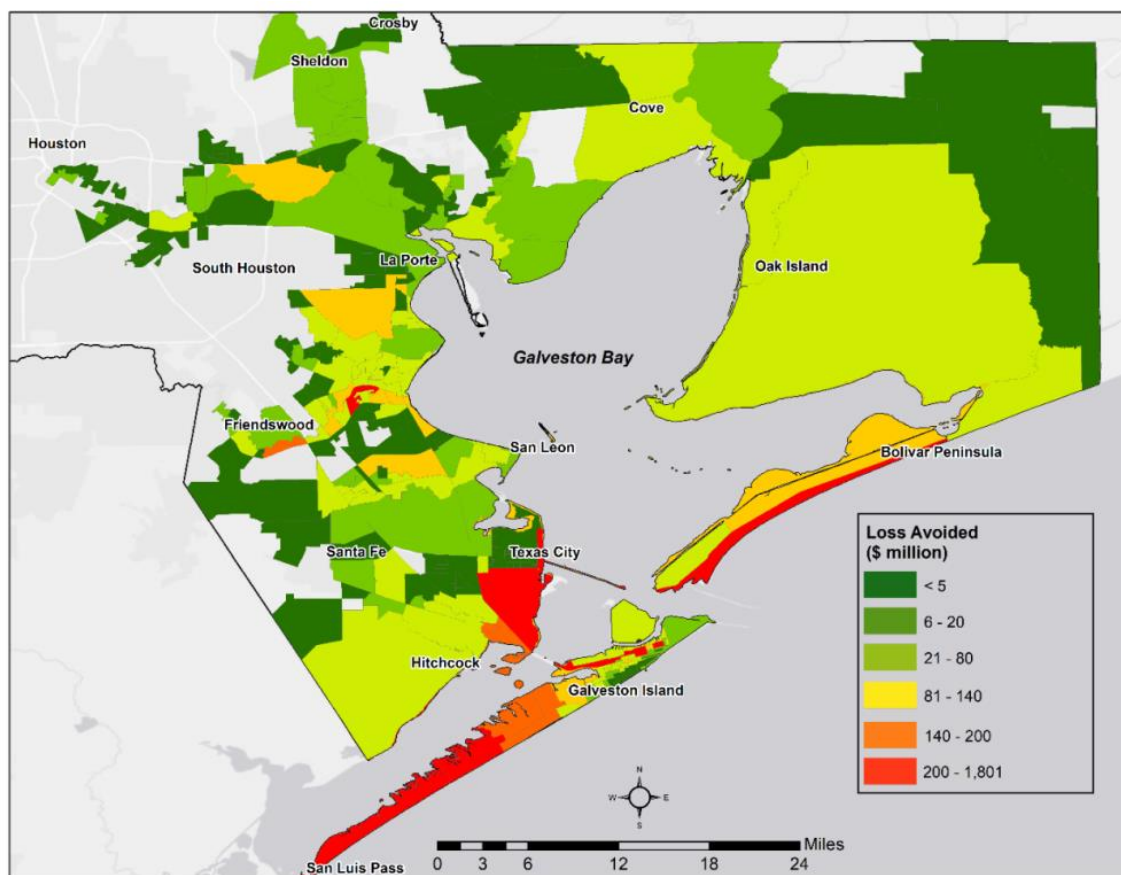 Crosby
Sheldon
Cove
Houston
South Houston
La Porte
Oak Island
Galveston Bay
Friendswood
San Leon
Bolivar Peninsula
Santa Fe
Texas City
Hitchcock
Galveston Island
San Luis Pass
Loss Avoided
($ million)
< 5
6 - 20
21 - 80
81 - 140
140 - 200
200 - 1,801
N
W E
S
Miles
0 3 6 12 18 24